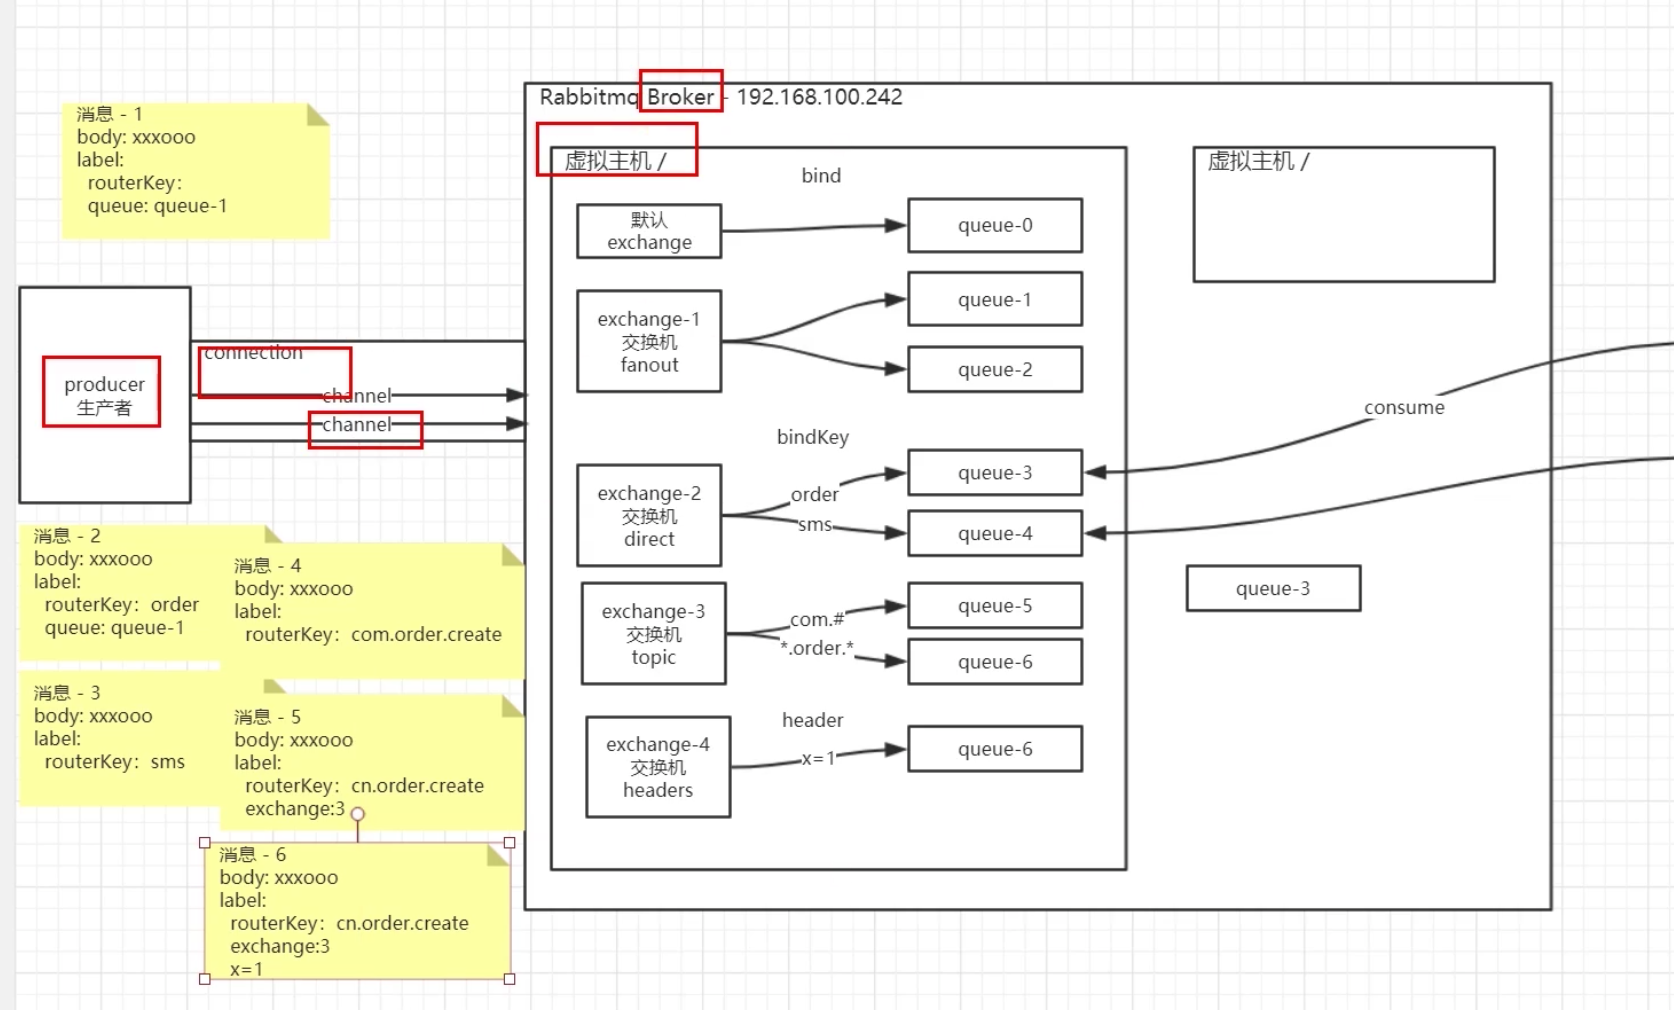 消息 - 1
body: xxxooo
label:
routerKey:
queue: queue-1
producer
生产者
connection
channel
channel
消息 - 2
body: xxxooo
label:
routerKey: order
queue: queue-1
消息 - 3
body: xxxooo
label:
routerKey: sms
消息 - 4
body: xxxooo
label:
routerKey: com.order.create
消息 - 5
body: xxxooo
label:
routerKey: cn.order.create
exchange:3
消息 - 6
body: xxxooo
label:
routerKey: cn.order.create
exchange:3
x=1
Rabbitmq Broker - 192.168.100.242
虚拟主机 /
bind
默认
exchange
queue-0
exchange-1
交换机
fanout
queue-1
queue-2
bindKey
exchange-2
交换机
direct
order
sms
queue-3
queue-4
exchange-3
交换机
topic
com.#
*.order.*
queue-5
queue-6
header
exchange-4
交换机
headers
x=1
queue-6
虚拟主机 /
consume
queue-3